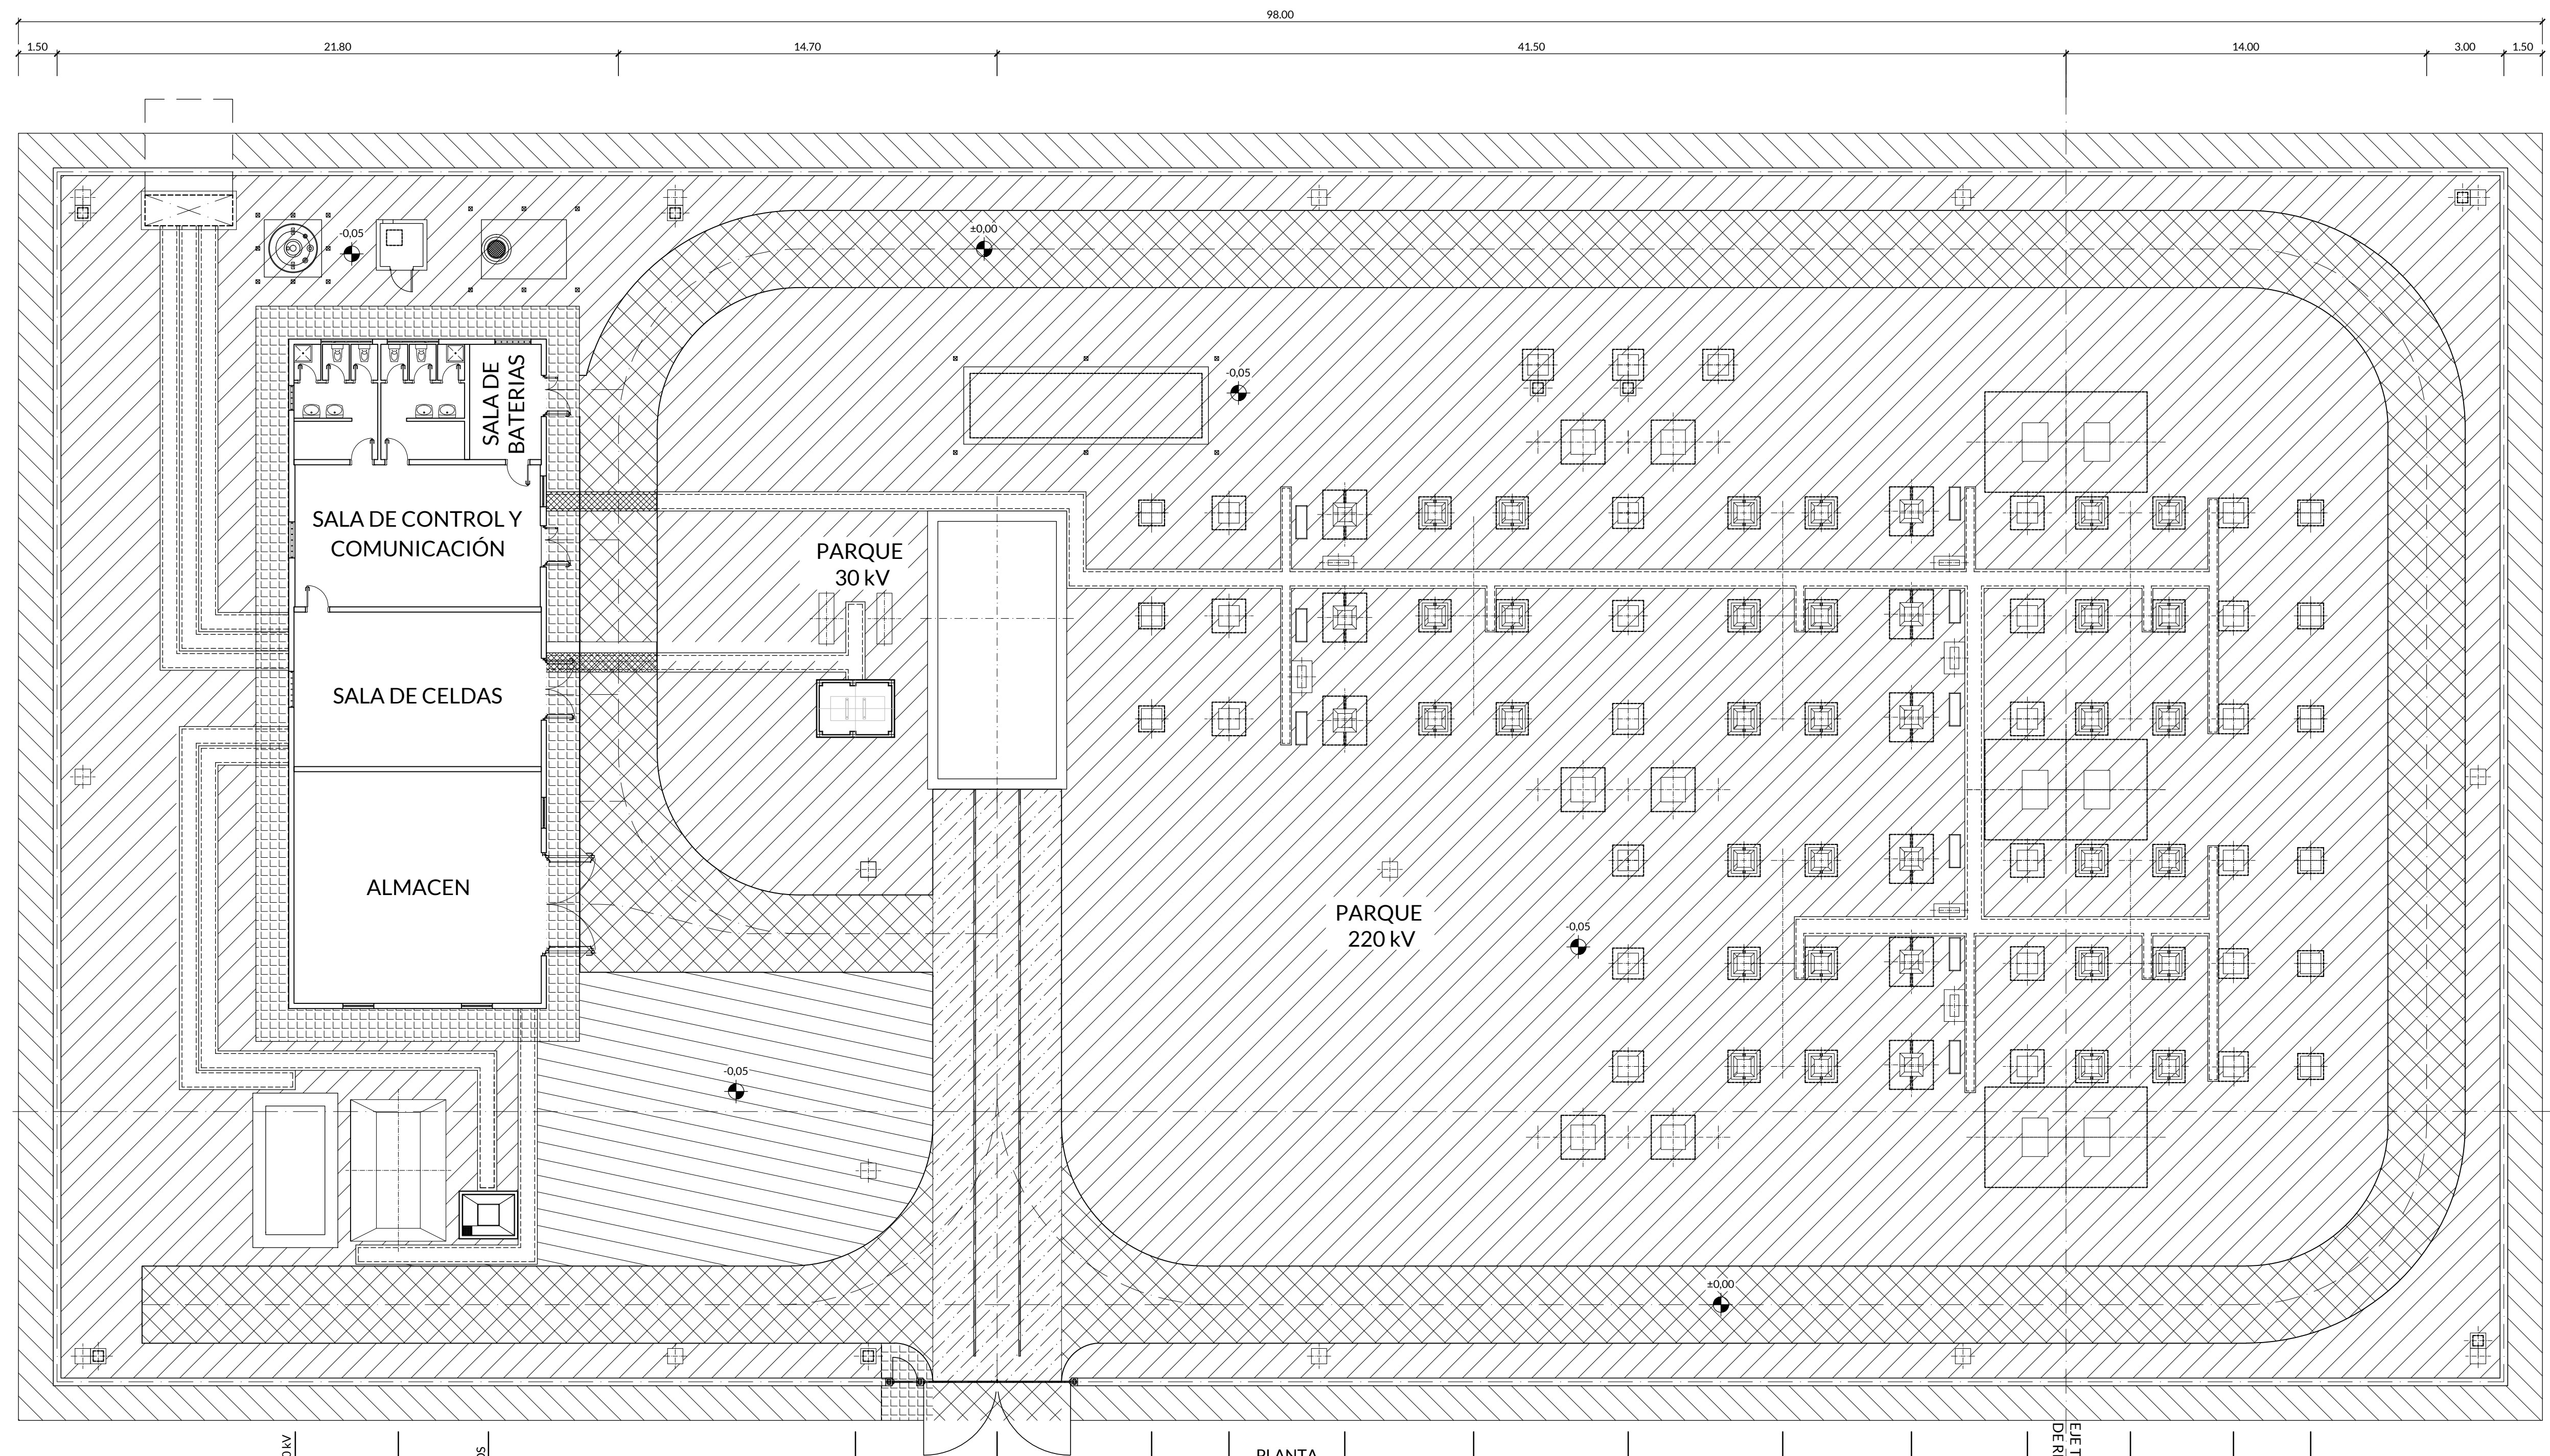 98.00
1.50
21.80
14.70
41.50
14.00
3.00
1.50
-0,05
±0,00
SALA DE
BATERIAS
-0,05
SALA DE CONTROL Y
COMUNICACIÓN
PARQUE
30 kV
SALA DE CELDAS
ALMACEN
PARQUE
220 kV
-0,05
-0,05
±0,00
PLANTA